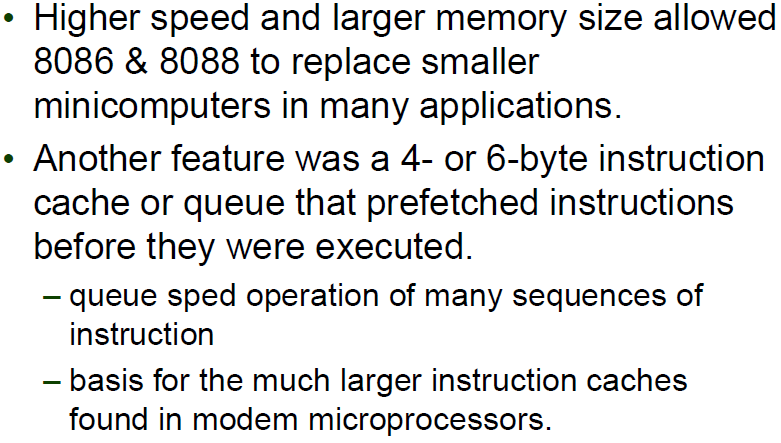 • Higher speed and larger memory size allowed
8086 & 8088 to replace smaller
minicomputers in many applications.
• Another feature was a 4- or 6-byte instruction
cache or queue that prefetched instructions
before they were executed.
– queue sped operation of many sequences of
instruction
– basis for the much larger instruction caches
found in modem microprocessors.